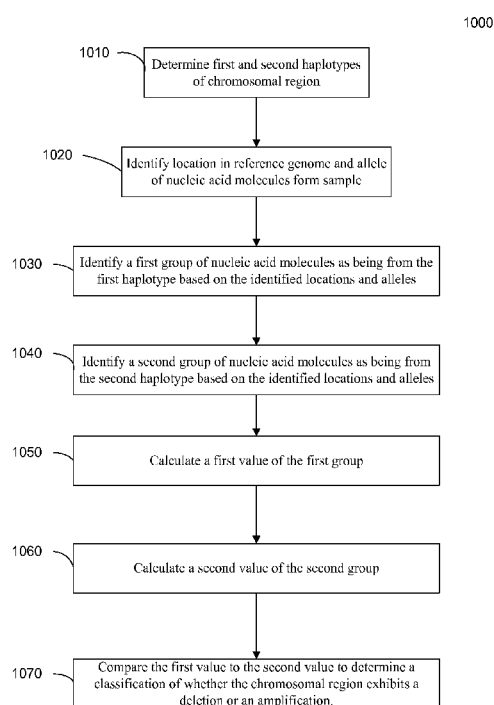 1000
1010
Determine first and second haplotypes
of chromosomal region
1020
Identify location in reference genome and allele
of nucleic acid molecules form sample
1030
Identify a first group of nucleic acid molecules as being from the
first haplotype based on the identified locations and alleles
1040
Identify a second group of nucleic acid molecules as being from
the second haplotype based on the identified locations and alleles
1050
Calculate a first value of the first group
1060
Calculate a second value of the second group
1070
Compare the first value to the second value to determine a
classification of whether the chromosomal region exhibits a
deletion or an amplification.